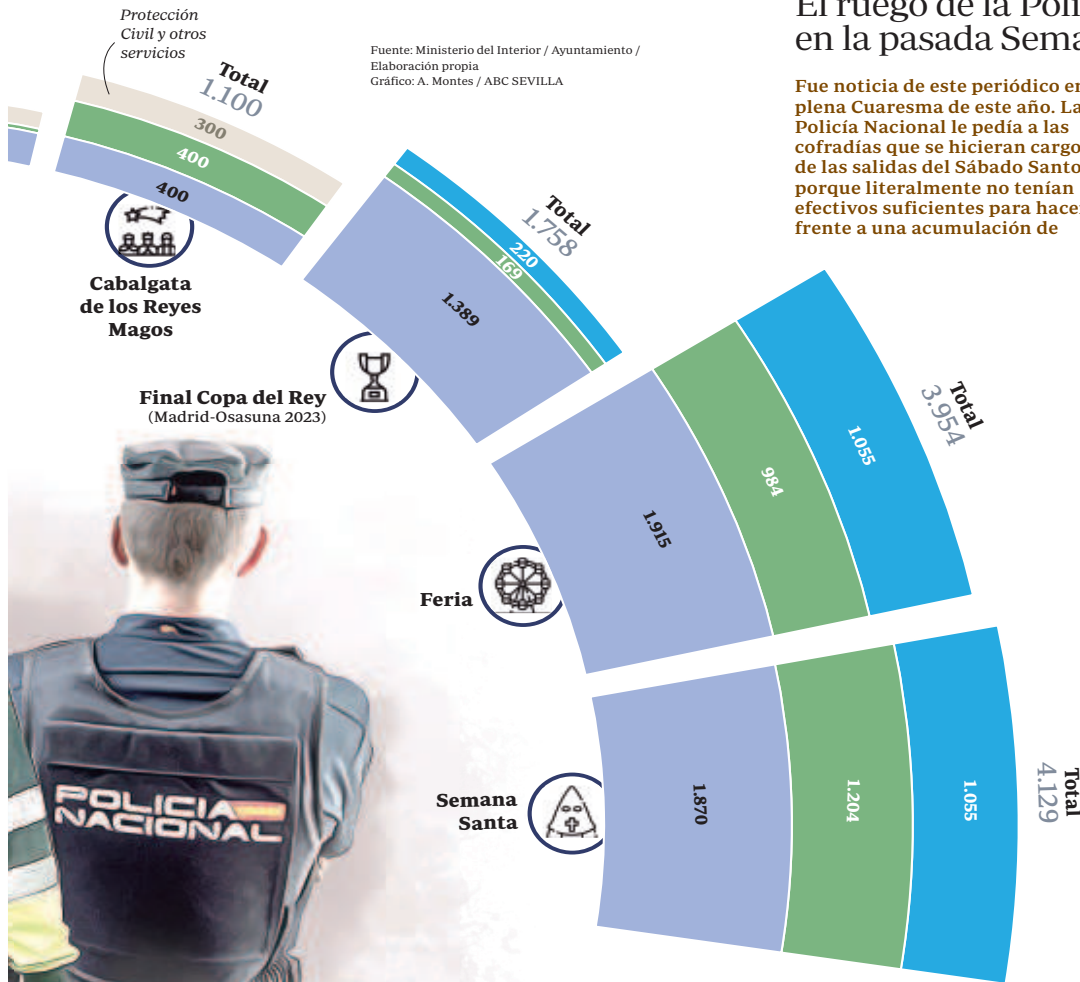 Protección
Civil y otros
servicios
Fuente: Ministerio del Interior / Ayuntamiento /
Elaboración propia
Gráfico: A. Montes / ABC SEVILLA
El ruego de la
en la pasada
Fue noticia de este periódico
plena Cuaresma de este año. La
Policía Nacional le pedía a las
cofradías que se hicieran cargo
de las salidas del Sábado Santo
porque literalmente no tenían
efectivos suficientes para
frente a una acumulación de
Total
1.100
300
400
400
Cabalgata
de los Reyes
Magos
Total
1.758
220
169
1.389
Final Copa del Rey
(Madrid-Osasuna 2023)
Total
3.954
1.055
984
1.915
Feria
Total
4.129
1.055
1.204
1.870
Semana
Santa
POLICIA
NACIONAL